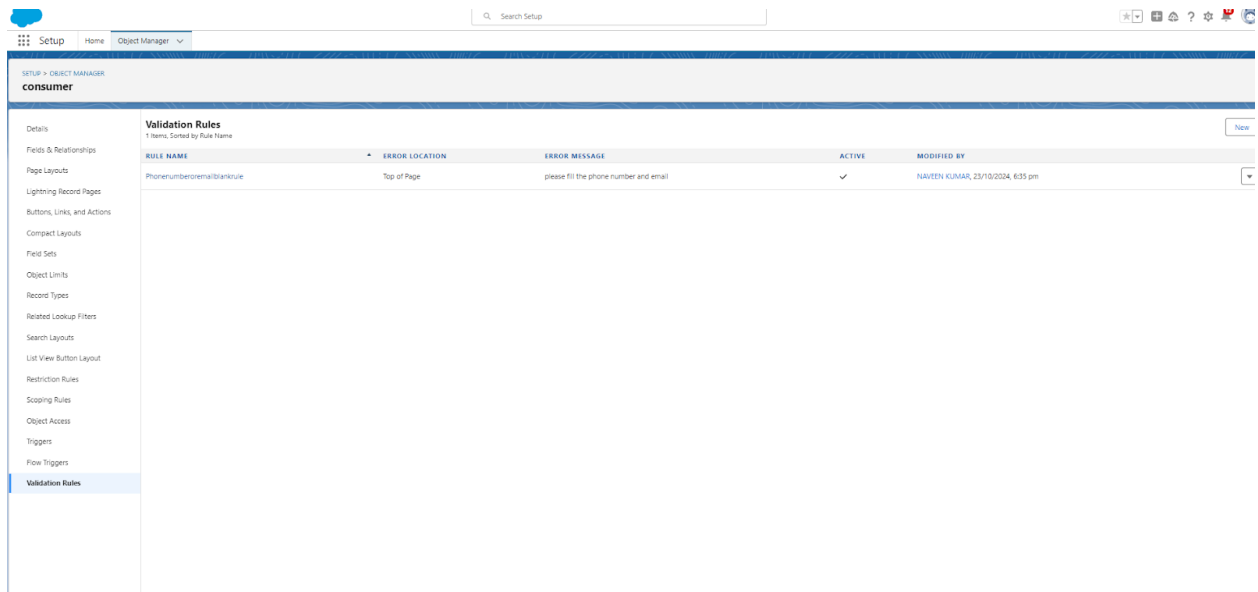 Search Setup
12
Setup Home Object Manager
SETUP > OBJECT MANAGER
consumer
Details
Fields & Relationships
Page Layouts
Lightning Record Pages
Buttons, Links, and Actions
Compact Layouts
Field Sets
Object Limits
Record Types
Related Lookup Filters
Search Layouts
List View Button Layout
Restriction Rules
Scoping Rules
Object Access
Triggers
Flow Triggers
Validation Rules
Validation Rules
1 Items, Sorted by Rule Name
New
RULE NAME ERROR LOCATION ERROR MESSAGE ACTIVE MODIFIED BY
Phonenumberoremailblankrule Top of Page please fill the phone number and email NAVEEN KUMAR, 23/10/2024, 6:35 pm